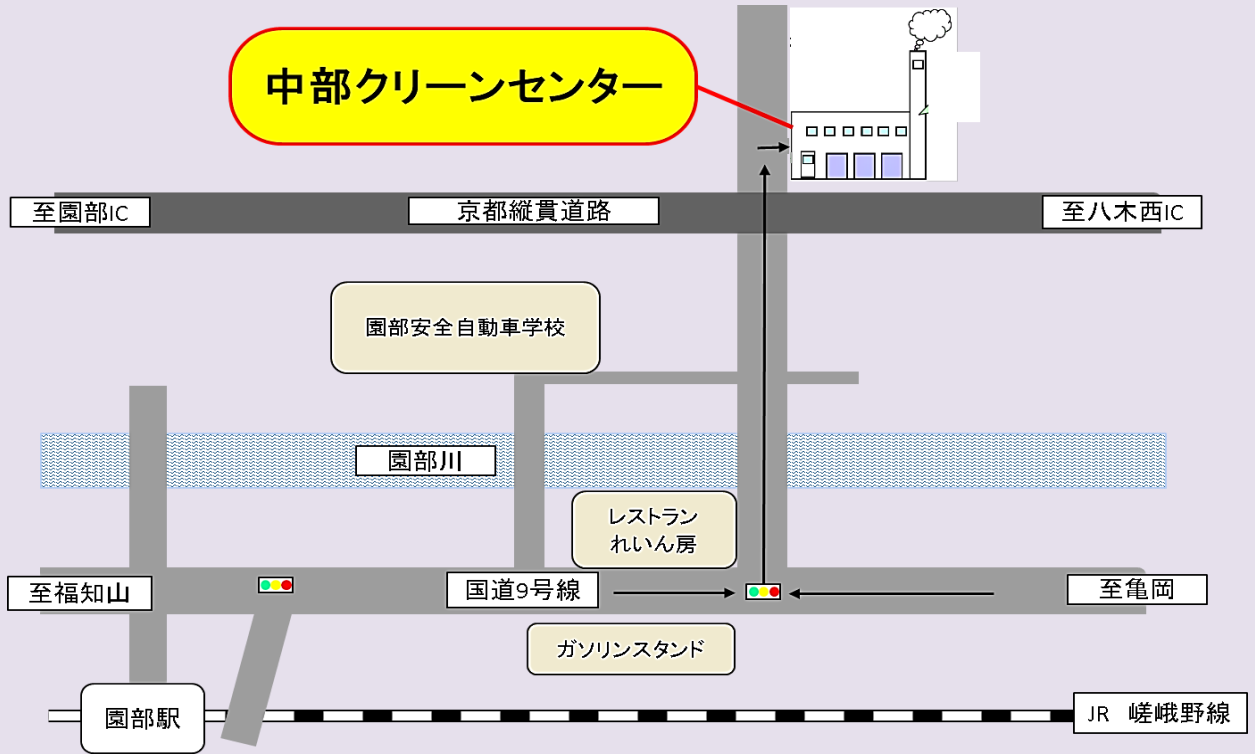 中部クリーンセンター
至園部IC
京都縦貫道路
至八木西IC
園部安全自動車学校
園部川
レストラン
れいん房
至福知山
国道9号線
至亀岡
ガソリンスタンド
園部駅
JR 嵯峨野線